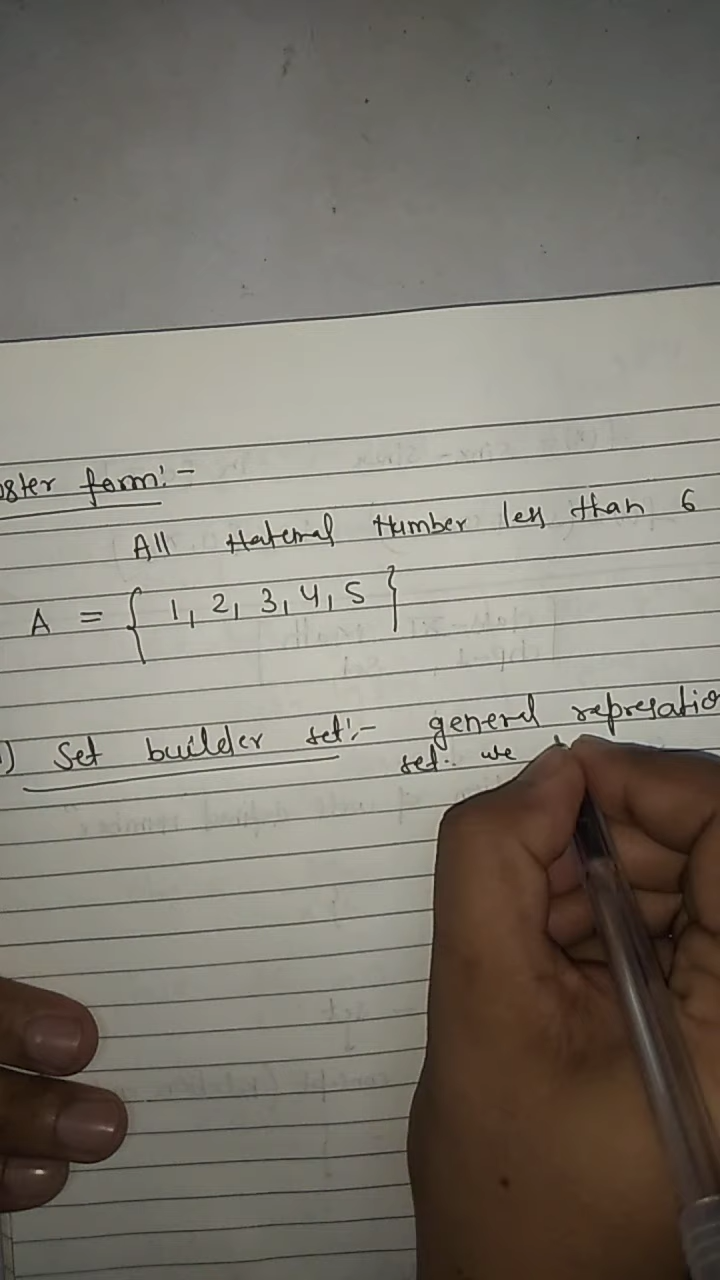 oster form:-
All Natural Number less than 6
A = { 1, 2, 3, 4, 5 }
) Set builder set:- general represatio
set. we